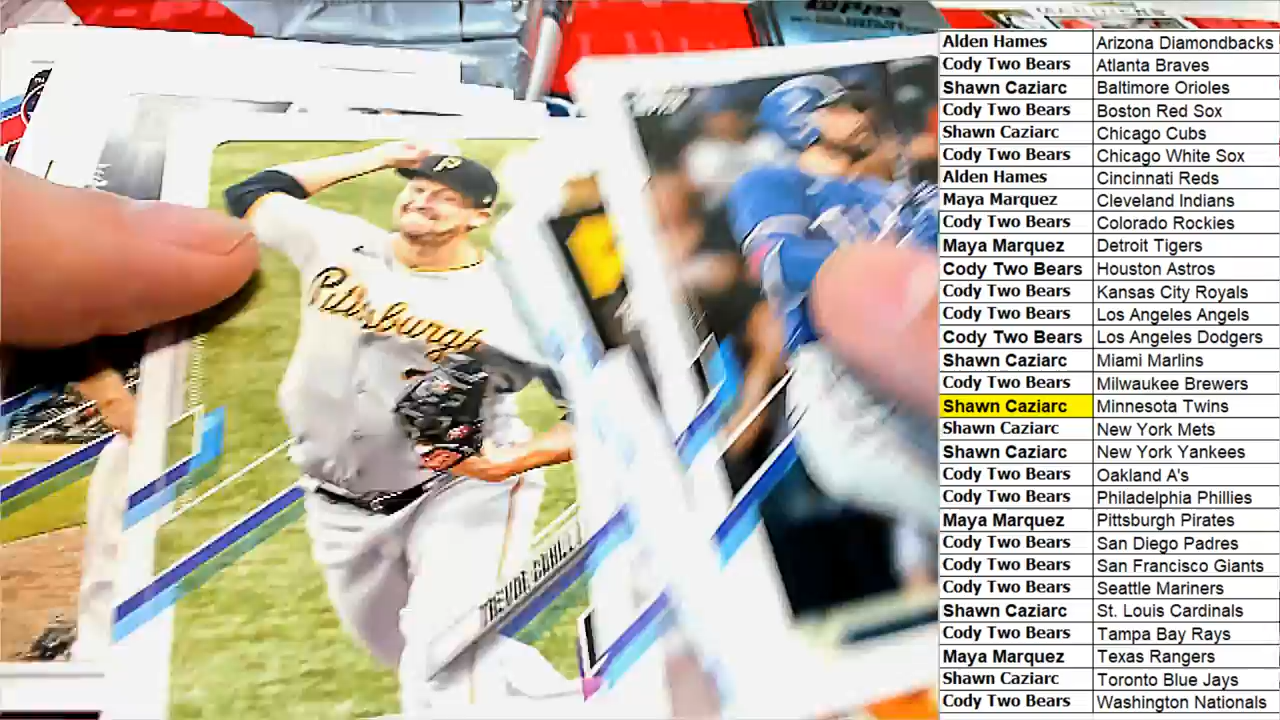 Alden Hames Arizona Diamondbacks
Cody Two Bears Atlanta Braves
Shawn Caziarc Baltimore Orioles
Cody Two Bears Boston Red Sox
Shawn Caziarc Chicago Cubs
Cody Two Bears Chicago White Sox
Alden Hames Cincinnati Reds
Maya Marquez Cleveland Indians
Cody Two Bears Colorado Rockies
Maya Marquez Detroit Tigers
Cody Two Bears Houston Astros
Cody Two Bears Kansas City Royals
Cody Two Bears Los Angeles Angels
Cody Two Bears Los Angeles Dodgers
Shawn Caziarc Miami Marlins
Cody Two Bears Milwaukee Brewers
Shawn Caziarc Minnesota Twins
Shawn Caziarc New York Mets
Shawn Caziarc New York Yankees
Cody Two Bears Oakland A's
Cody Two Bears Philadelphia Phillies
Maya Marquez Pittsburgh Pirates
Cody Two Bears San Diego Padres
Cody Two Bears San Francisco Giants
Cody Two Bears Seattle Mariners
Shawn Caziarc St. Louis Cardinals
Cody Two Bears Tampa Bay Rays
Maya Marquez Texas Rangers
Shawn Caziarc Toronto Blue Jays
Cody Two Bears Washington Nationals
P
Pittsburgh
TREVOR